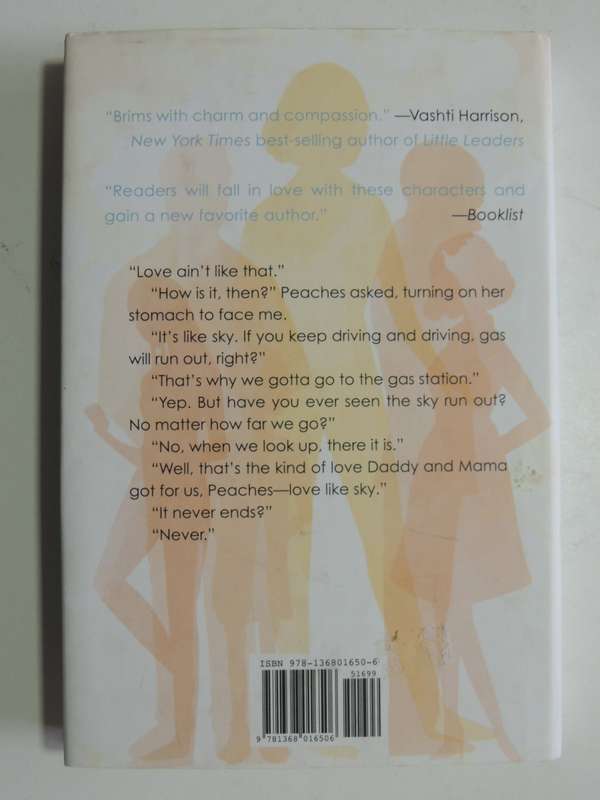 “Brims with charm and compassion.” —Vashti Harrison,
New York Times best-selling author of Little Leaders
“Readers will fall in love with these characters and
gain a new favorite author.” —Booklist
“Love ain’t like that.”
“How is it, then?” Peaches asked, turning on her
stomach to face me.
“It’s like sky. If you keep driving and driving, gas
will run out, right?”
“That’s why we gotta go to the gas station.”
“Yep. But have you ever seen the sky run out?
No matter how far we go?”
“No, when we look up, there it is.”
“Well, that’s the kind of love Daddy and Mama
got for us, Peaches—love like sky.”
“It never ends?”
“Never.”
ISBN 978-136801650-6
51699
9 781368 016506